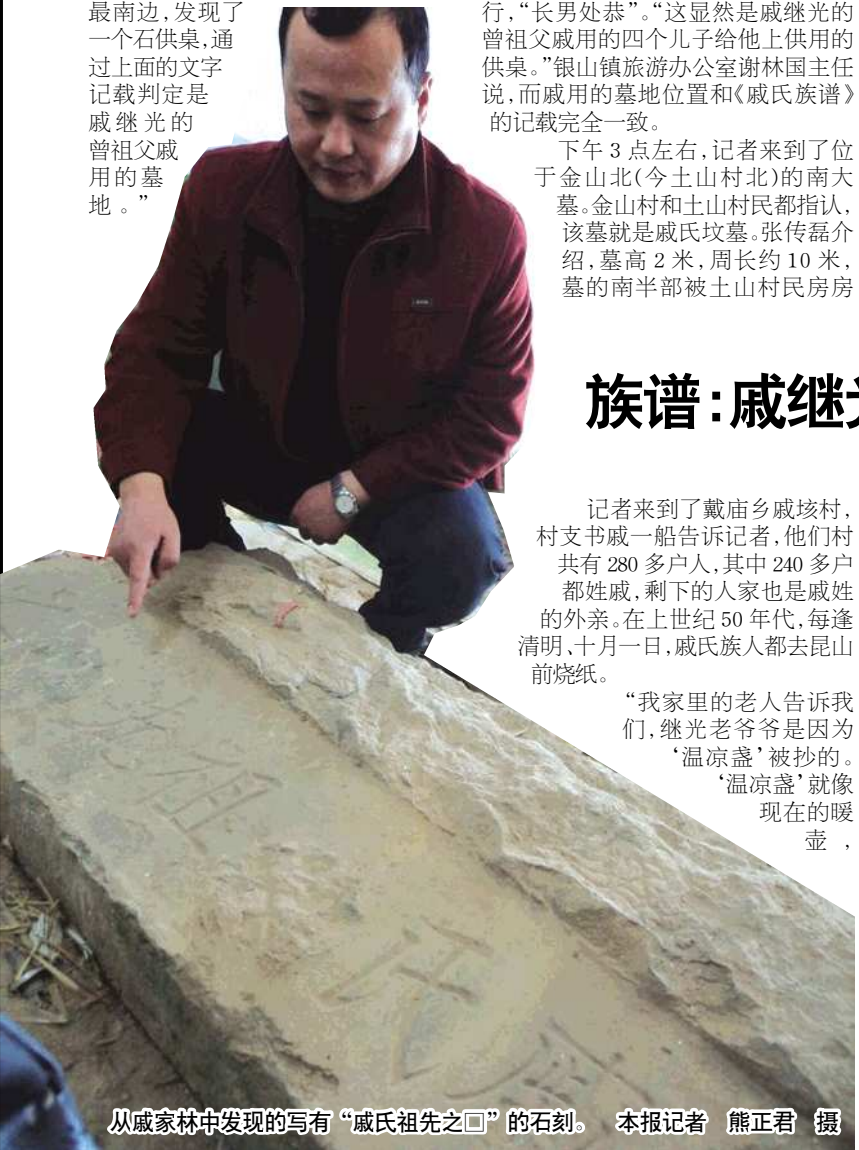 最南边,发现了
一个石供桌,通
过上面的文字
记载判定是
戚继光的
曾祖父戚
用的墓
地。”
行,“长男处恭”。“这显然是戚继光的
曾祖父戚用的四个儿子给他上供用的
供桌。”银山镇旅游办公室谢林国主任
说,而戚用的墓地位置和《戚氏族谱》
的记载完全一致。
下午3点左右,记者来到了位
于金山北(今土山村北)的南大
墓。金山村和土山村民都指认,
该墓就是戚氏坟墓。张传磊介
绍,墓高2米,周长约10米,
墓的南半部被土山村民房房
族谱:戚继
记者来到了戴庙乡戚垓村,
村支书戚一船告诉记者,他们村
共有280多户人,其中240多户
都姓戚,剩下的人家也是戚姓
的外亲。在上世纪50年代,每逢
清明、十月一日,戚氏族人都去昆山
前烧纸。
“我家里的老人告诉我
们,继光老爷爷是因为
‘温凉盏’被抄的。
‘温凉盏’就像
现在的暖
壶,
祖
氏
从戚家林中发现的写有“戚氏祖先之□”的石刻。 本报记者 熊正君 摄